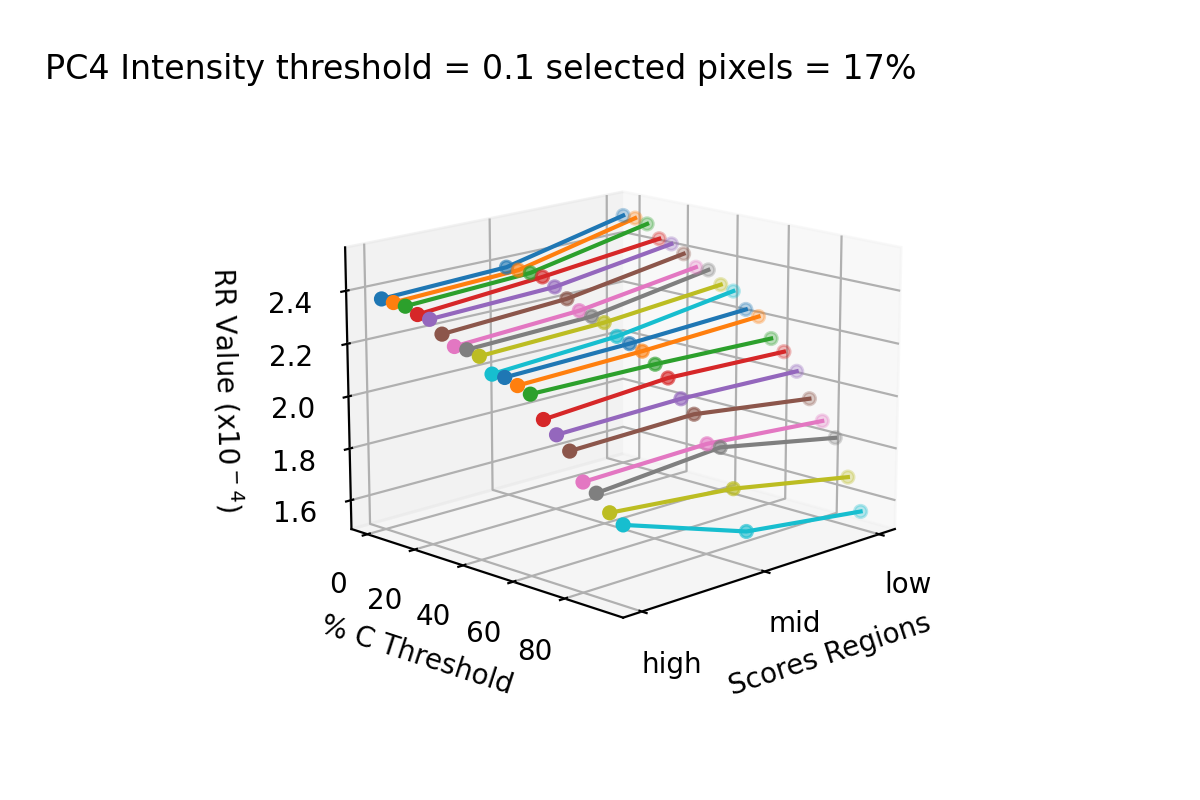 PC4 Intensity threshold = 0.1 selected pixels = 17%
RR Value (x10⁻⁴)
2.4
2.2
2.0
1.8
1.6
0
20
40
60
80
% C Threshold
low
mid
high
Scores Regions